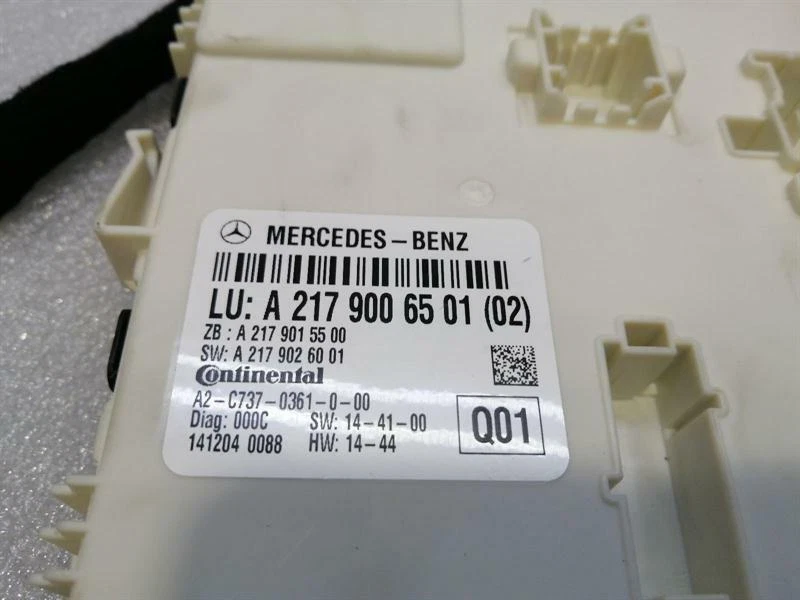 MERCEDES-BENZ
LU: A 217 900 65 01 (02)
ZB : A 217 901 55 00
SW: A 217 902 60 01
Continental
A2-C737-0361-0-00
Diag: 000C SW: 14-41-00
141204 0088 HW: 14-44
Q01